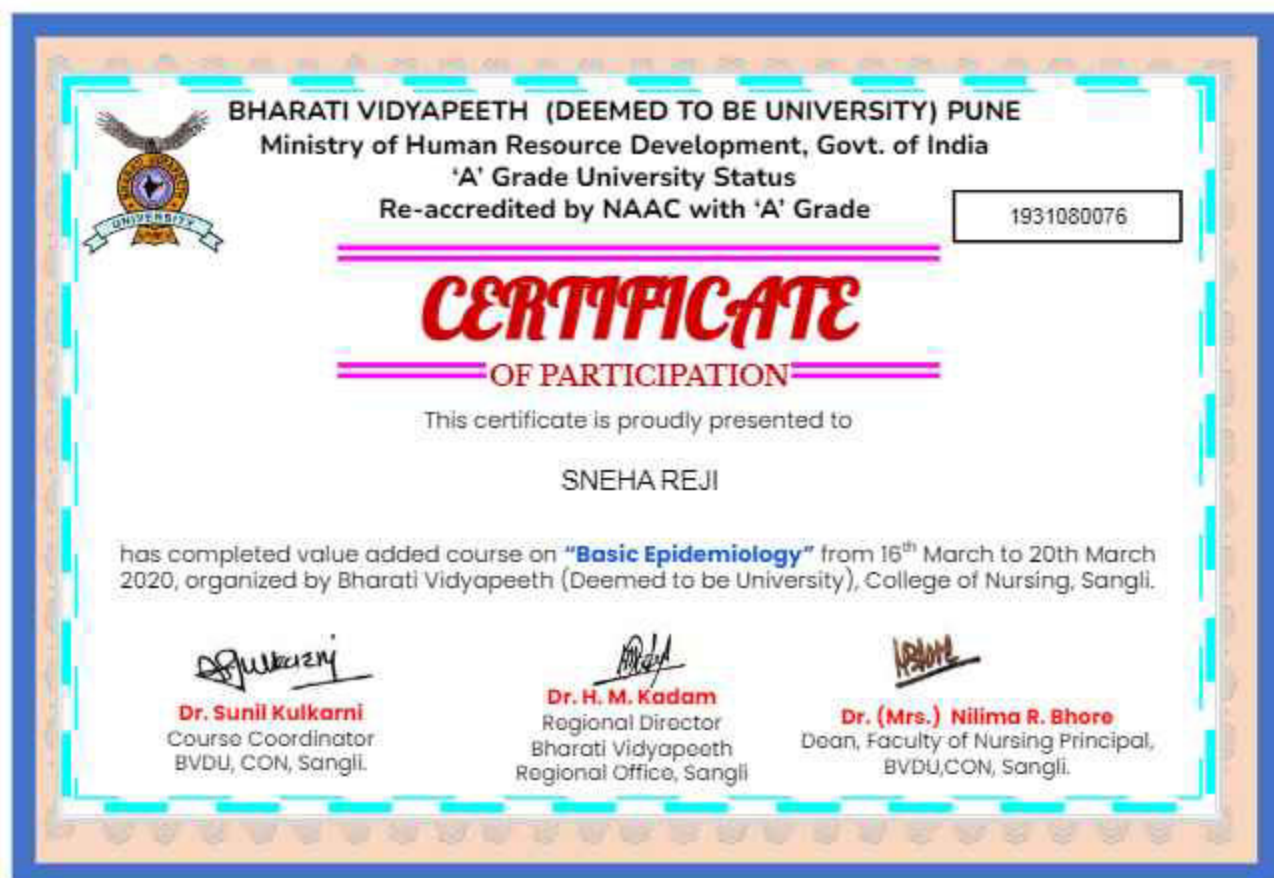 BHARATI VIDYAPEETH (DEEMED TO BE UNIVERSITY) PUNE
Ministry of Human Resource Development, Govt. of India
‘A’ Grade University Status
Re-accredited by NAAC with ‘A’ Grade
1931080076
BHARATI VIDYAPEETH
UNIVERSITY
CERTIFICATE
OF PARTICIPATION
This certificate is proudly presented to
SNEHA REJI
has completed value added course on "Basic Epidemiology" from 16th March to 20th March
2020, organized by Bharati Vidyapeeth (Deemed to be University), College of Nursing, Sangli.
Dr. Sunil Kulkarni
Course Coordinator
BVDU, CON, Sangli.
Dr. H. M. Kadam
Regional Director
Bharati Vidyapeeth
Regional Office, Sangli
Dr. (Mrs.) Nilima R. Bhore
Dean, Faculty of Nursing Principal,
BVDU,CON, Sangli.